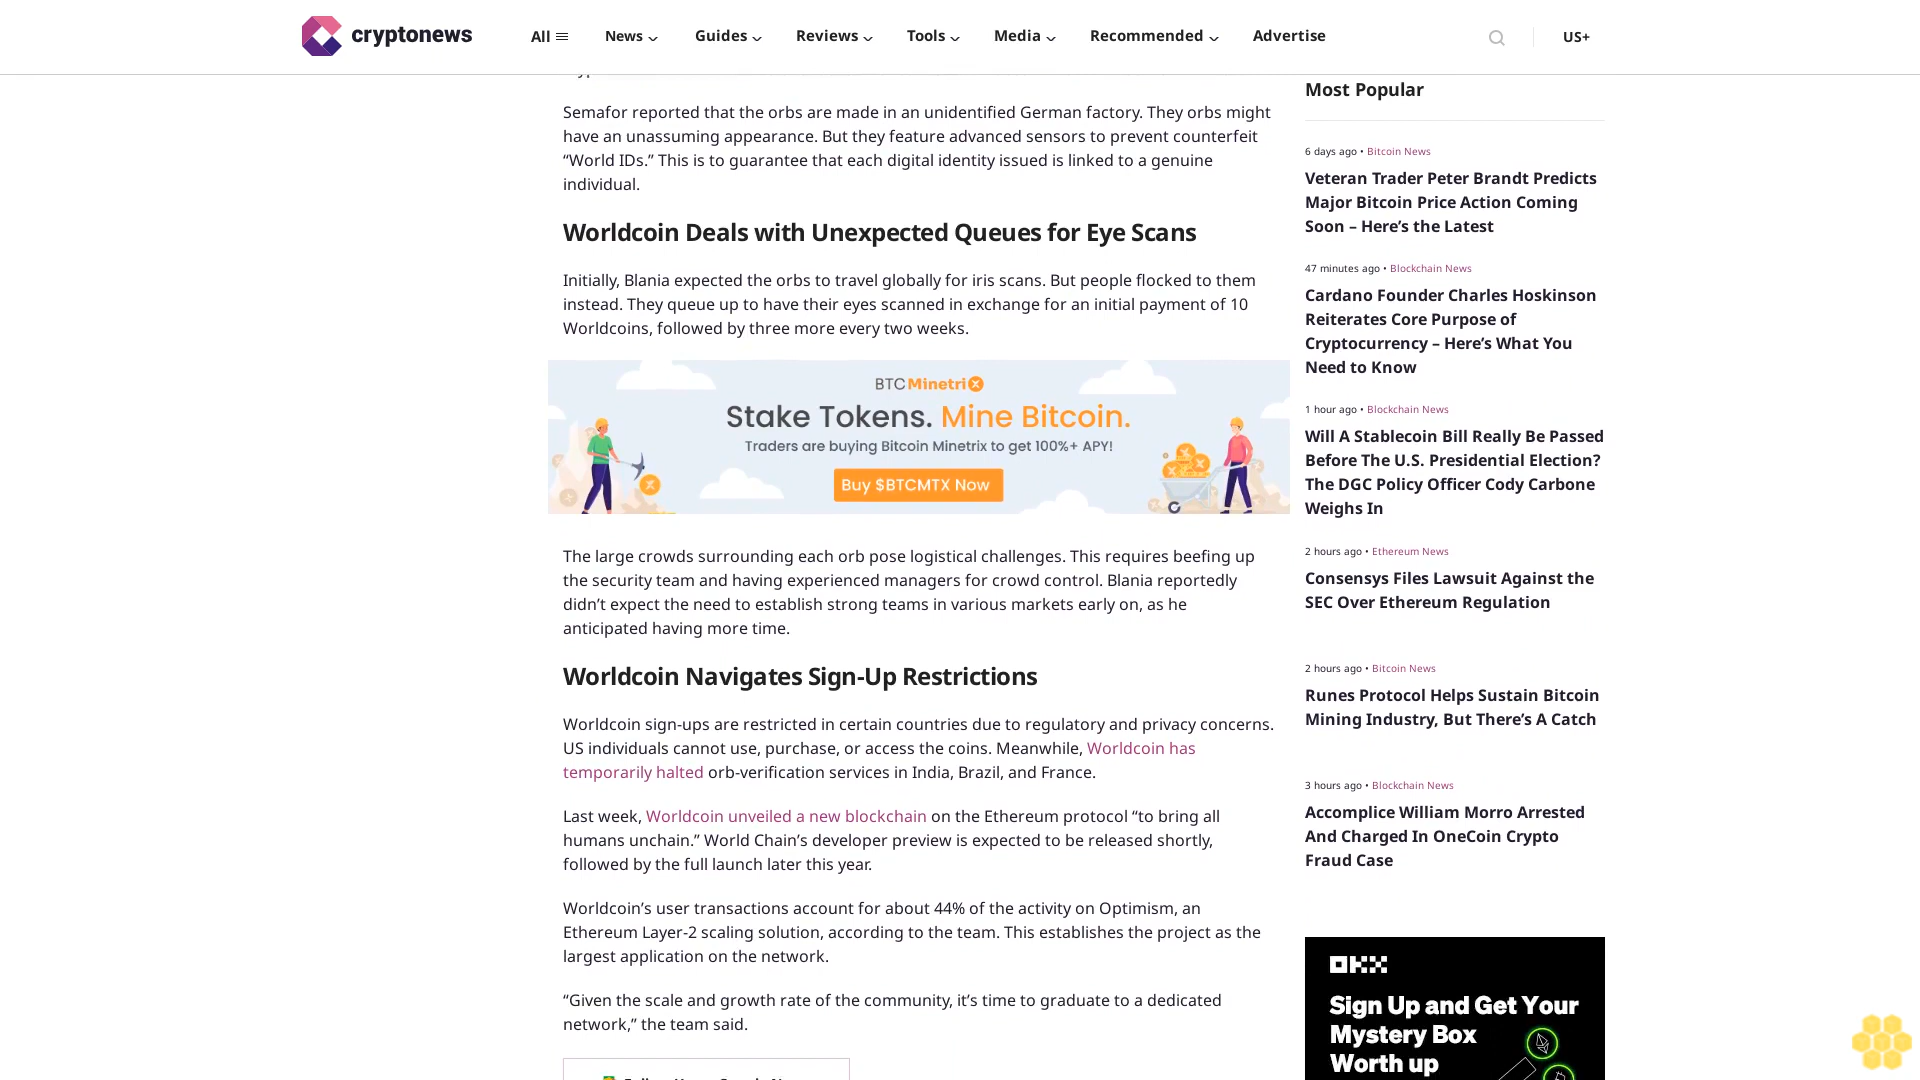 cryptonews
All
News
Guides
Reviews
Tools
Media
Recommended
Advertise
US+
Semafor reported that the orbs are made in an unidentified German factory. They orbs might
have an unassuming appearance. But they feature advanced sensors to prevent counterfeit
“World IDs.” This is to guarantee that each digital identity issued is linked to a genuine
individual.
Worldcoin Deals with Unexpected Queues for Eye Scans
Initially, Blania expected the orbs to travel globally for iris scans. But people flocked to them
instead. They queue up to have their eyes scanned in exchange for an initial payment of 10
Worldcoins, followed by three more every two weeks.
BTC Minetrix
Stake Tokens. Mine Bitcoin.
Traders are buying Bitcoin Minetrix to get 100%+ APY!
Buy $BTCMTX Now
The large crowds surrounding each orb pose logistical challenges. This requires beefing up
the security team and having experienced managers for crowd control. Blania reportedly
didn’t expect the need to establish strong teams in various markets early on, as he
anticipated having more time.
Worldcoin Navigates Sign-Up Restrictions
Worldcoin sign-ups are restricted in certain countries due to regulatory and privacy concerns.
US individuals cannot use, purchase, or access the coins. Meanwhile, Worldcoin has
temporarily halted orb-verification services in India, Brazil, and France.
Last week, Worldcoin unveiled a new blockchain on the Ethereum protocol “to bring all
humans unchain.” World Chain’s developer preview is expected to be released shortly,
followed by the full launch later this year.
Worldcoin’s user transactions account for about 44% of the activity on Optimism, an
Ethereum Layer-2 scaling solution, according to the team. This establishes the project as the
largest application on the network.
“Given the scale and growth rate of the community, it’s time to graduate to a dedicated
network,” the team said.
Most Popular
6 days ago • Bitcoin News
Veteran Trader Peter Brandt Predicts
Major Bitcoin Price Action Coming
Soon – Here’s the Latest
47 minutes ago • Blockchain News
Cardano Founder Charles Hoskinson
Reiterates Core Purpose of
Cryptocurrency – Here’s What You
Need to Know
1 hour ago • Blockchain News
Will A Stablecoin Bill Really Be Passed
Before The U.S. Presidential Election?
The DGC Policy Officer Cody Carbone
Weighs In
2 hours ago • Ethereum News
Consensys Files Lawsuit Against the
SEC Over Ethereum Regulation
2 hours ago • Bitcoin News
Runes Protocol Helps Sustain Bitcoin
Mining Industry, But There’s A Catch
3 hours ago • Blockchain News
Accomplice William Morro Arrested
And Charged In OneCoin Crypto
Fraud Case
OKX
Sign Up and Get Your
Mystery Box
Worth up